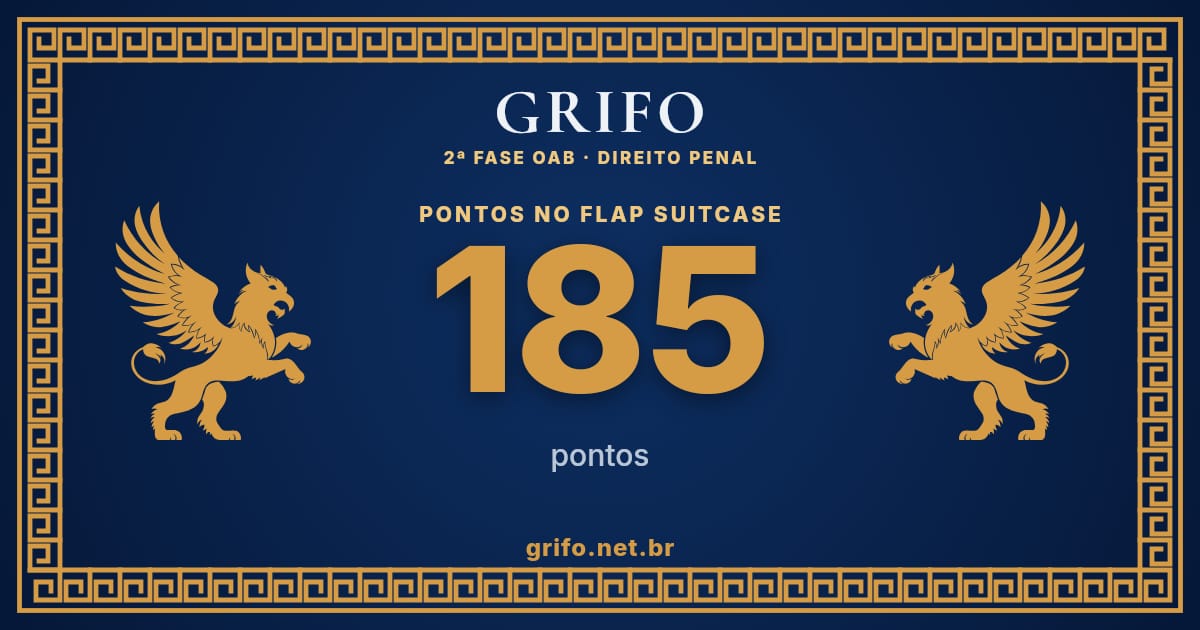 GRIFO
2ª FASE OAB · DIREITO PENAL
PONTOS NO FLAP SUITCASE
185
pontos
grifo.net.br